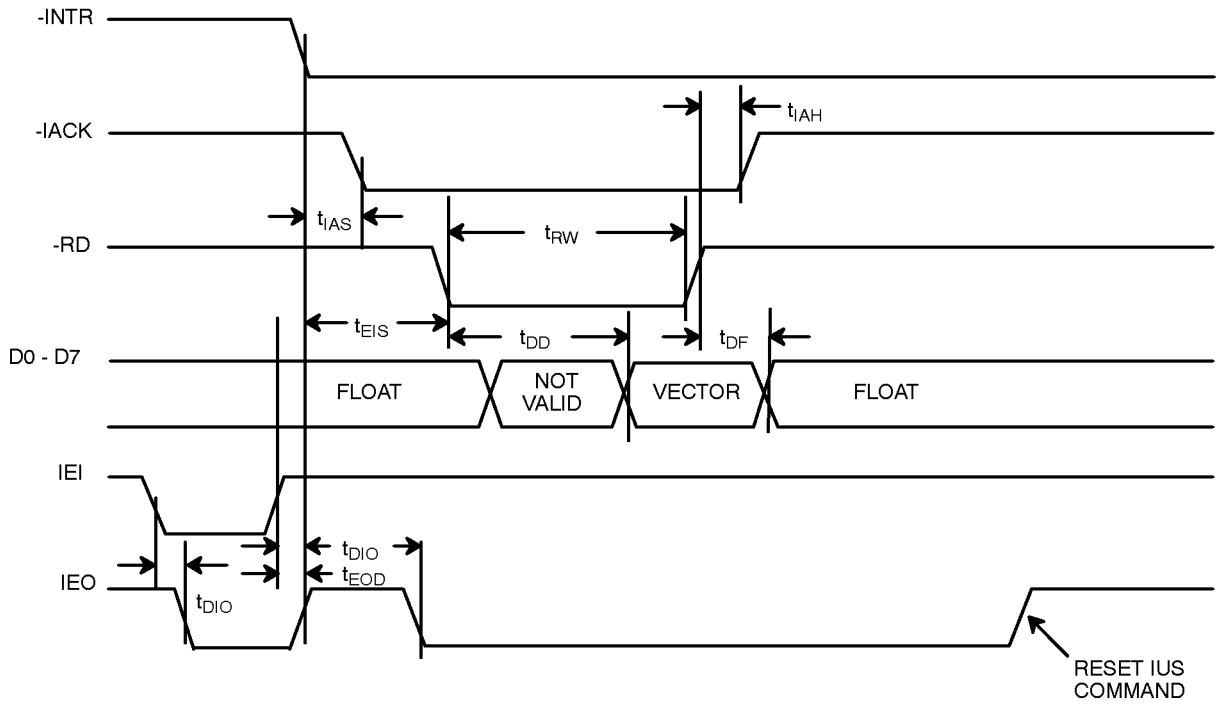 -INTR
tIAH
-IACK
tIAS
tRW
-RD
tEIS
tDD
tDF
D0 - D7
FLOAT
NOT
VALID
VECTOR
FLOAT
IEI
tDIO
tEOD
IEO
tDIO
RESET IUS
COMMAND